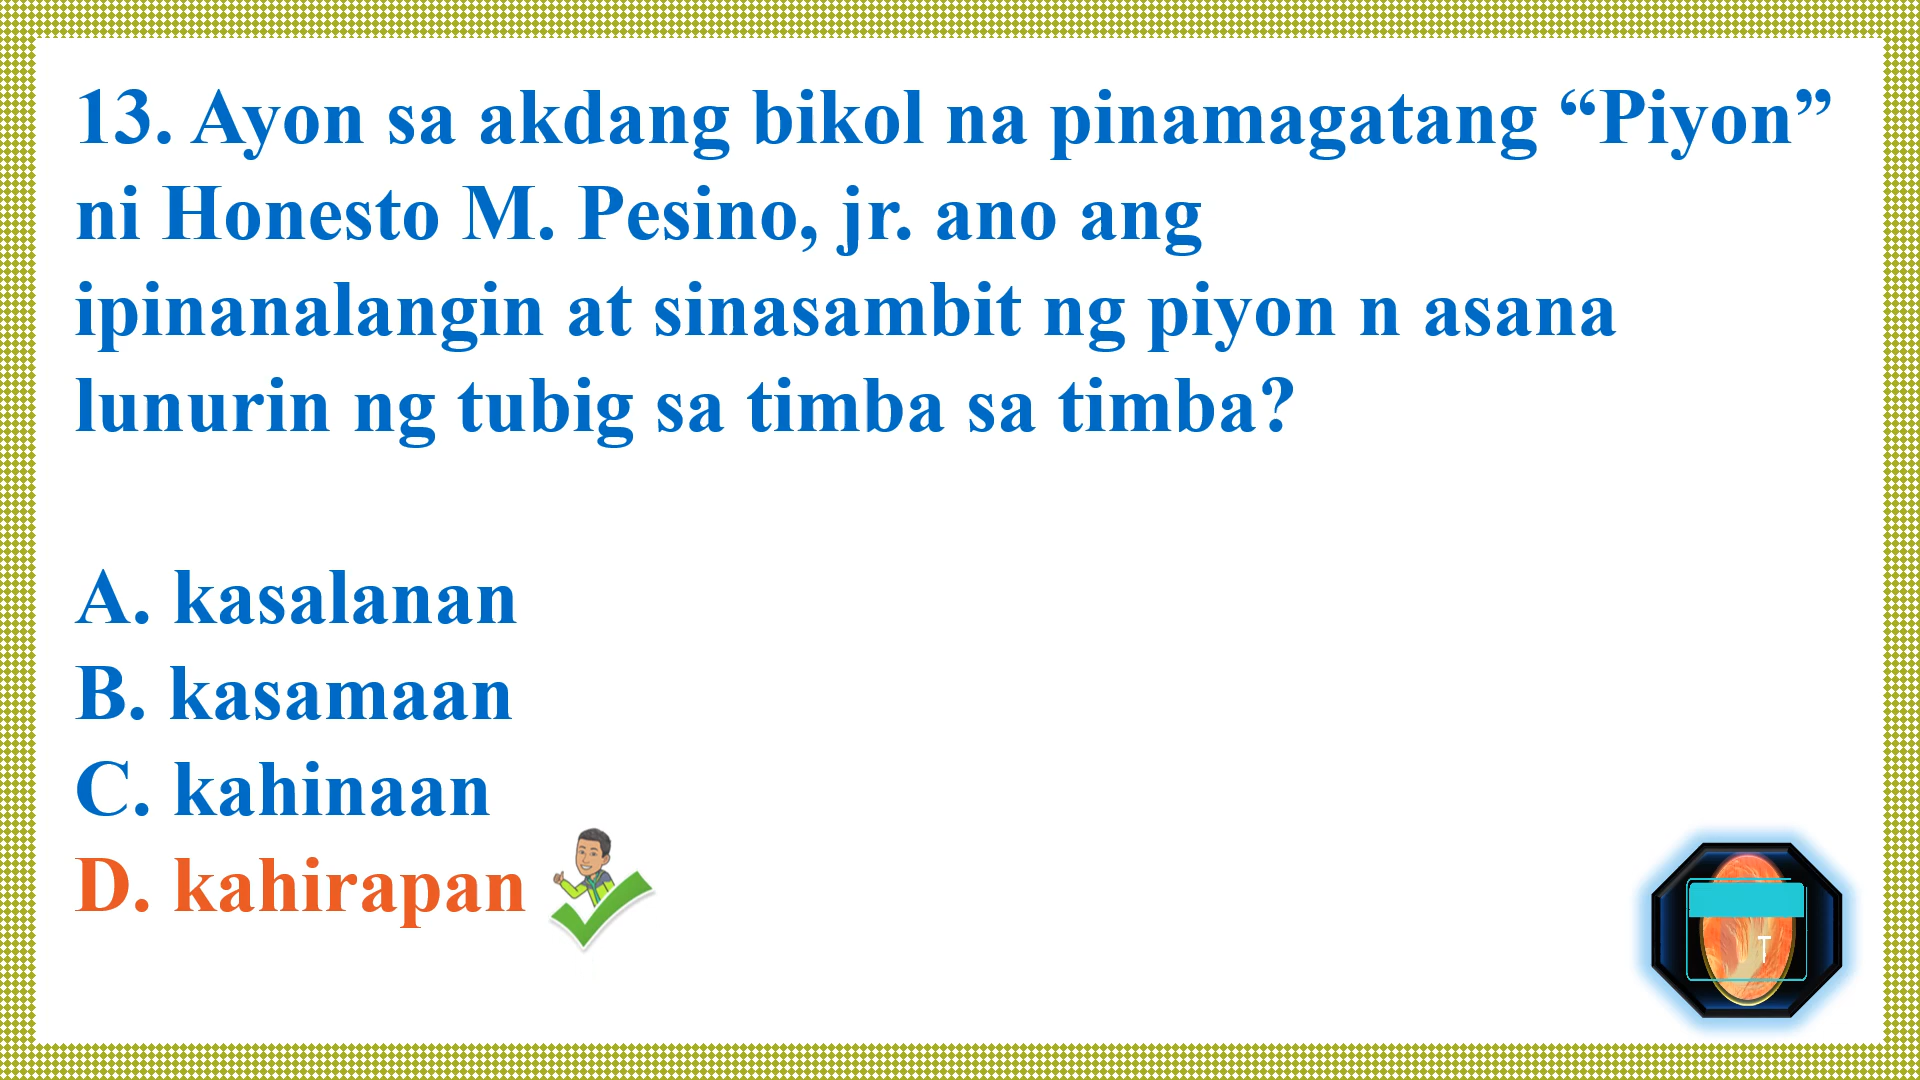 13. Ayon sa akdang bikol na pinamagatang “Piyon”
ni Honesto M. Pesino, jr. ano ang
ipinanalangin at sinasambit ng piyon n asana
lunurin ng tubig sa timba sa timba?
A. kasalanan
B. kasamaan
C. kahinaan
D. kahirapan
T